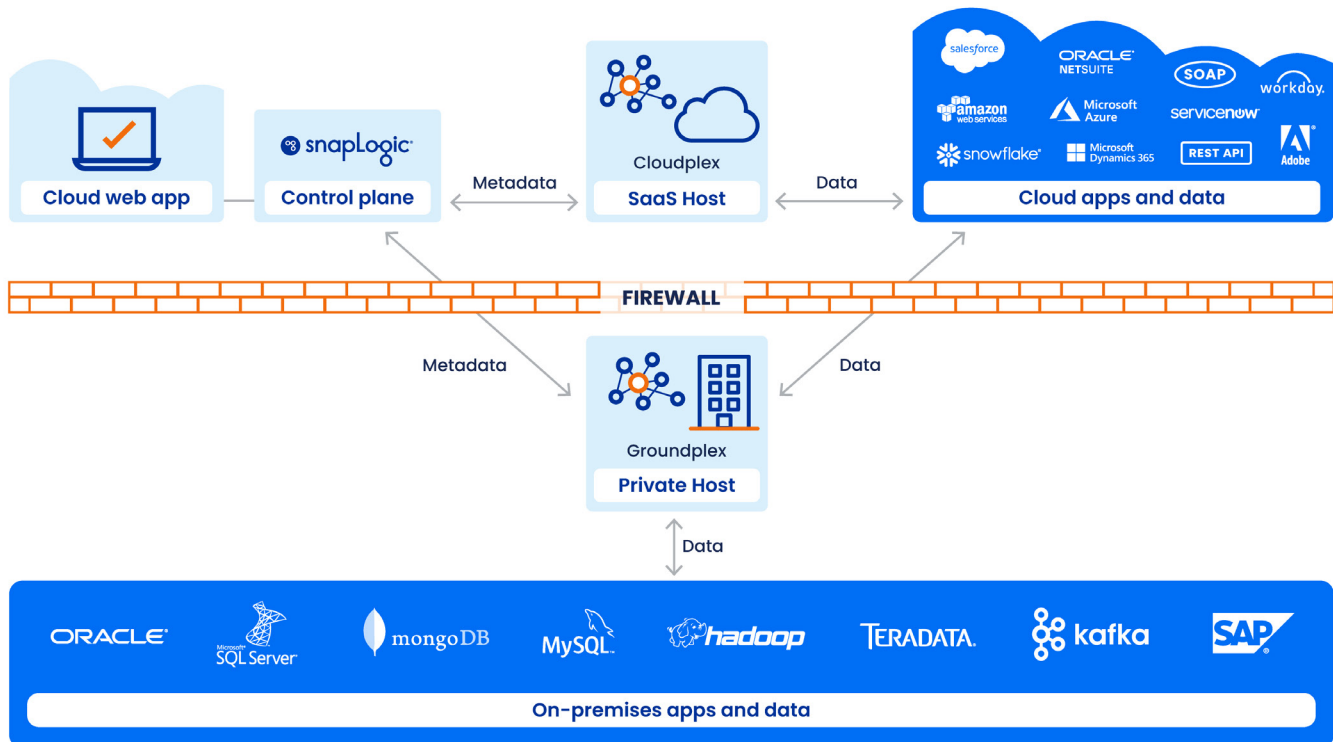 salesforce
ORACLE®
NETSUITE
SOAP
workday.
amazon
web services
Microsoft
Azure
servicenow
snowflake®
Microsoft
Dynamics 365
REST API
Adobe
Cloud apps and data
snapLogic®
Cloud web app
Control plane
Metadata
Cloudplex
SaaS Host
Data
FIREWALL
Metadata
Data
Groundplex
Private Host
Data
ORACLE®
Microsoft®
SQL Server®
mongoDB
MySQL™
hadoop
TERADATA.
kafka
SAP®
On-premises apps and data